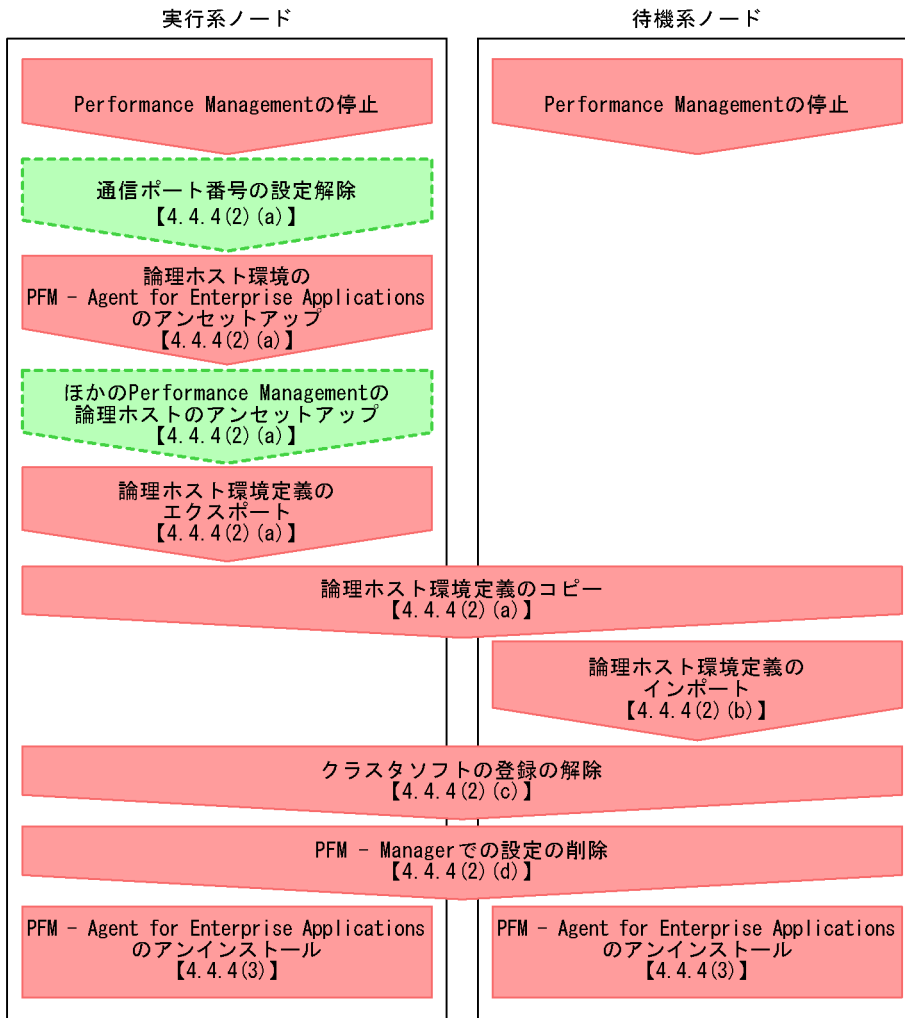 実行系ノード
待機系ノード
Performance Managementの停止
Performance Managementの停止
通信ポート番号の設定解除
【4.4.4(2)(a)】
論理ホスト環境の
PFM - Agent for Enterprise Applications
のアンセットアップ
【4.4.4(2)(a)】
ほかのPerformance Managementの
論理ホストのアンセットアップ
【4.4.4(2)(a)】
論理ホスト環境定義の
エクスポート
【4.4.4(2)(a)】
論理ホスト環境定義のコピー
【4.4.4(2)(a)】
論理ホスト環境定義の
インポート
【4.4.4(2)(b)】
クラスタソフトの登録の解除
【4.4.4(2)(c)】
PFM - Managerでの設定の削除
【4.4.4(2)(d)】
PFM - Agent for Enterprise Applications
のアンインストール
【4.4.4(3)】
PFM - Agent for Enterprise Applications
のアンインストール
【4.4.4(3)】